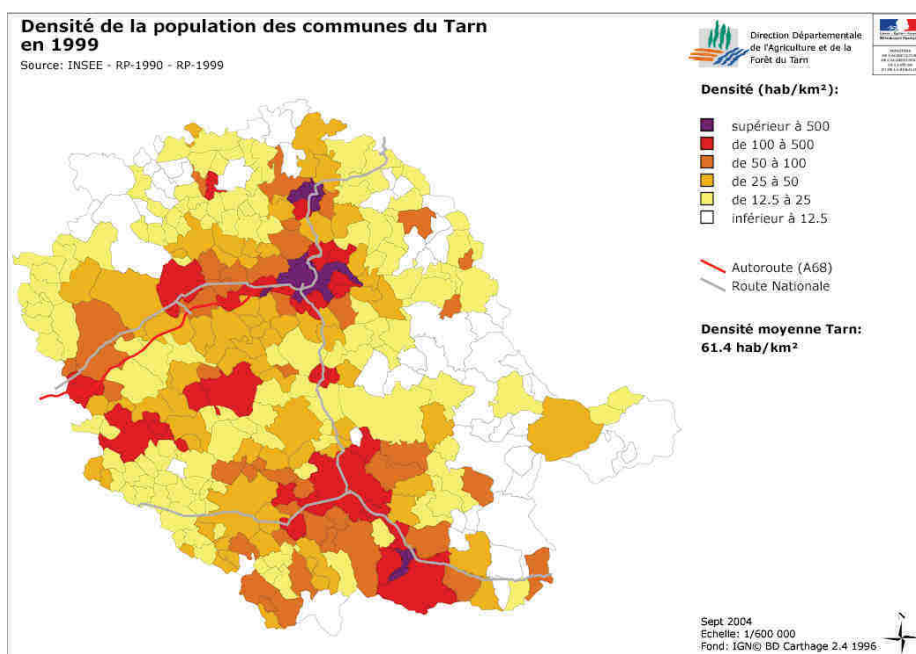 Densité de la population des communes du Tarn
en 1999
Source: INSEE - RP-1990 - RP-1999
Direction Départementale
de l'Agriculture et de la
Forêt du Tarn
Densité (hab/km²):
supérieur à 500
de 100 à 500
de 50 à 100
de 25 à 50
de 12.5 à 25
inférieur à 12.5
Autoroute (A68)
Route Nationale
Densité moyenne Tarn:
61.4 hab/km²
Sept 2004
Echelle: 1/600 000
Fond: IGN© BD Carthage 2.4 1996